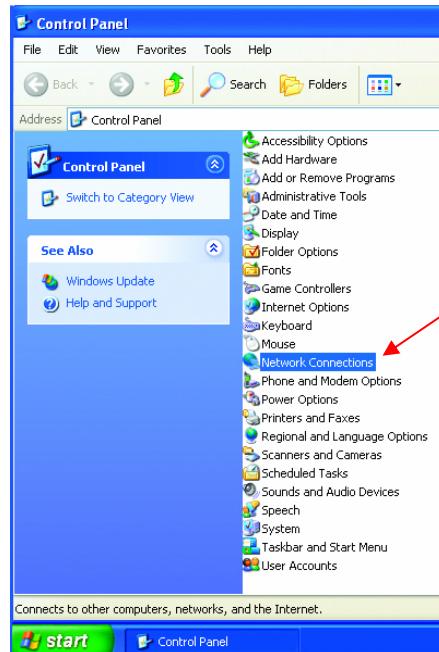 Control Panel
File Edit View Favorites Tools Help
Back Search Folders
Address Control Panel
Control Panel
Switch to Category View
See Also
Windows Update
Help and Support
Accessibility Options
Add Hardware
Add or Remove Programs
Administrative Tools
Date and Time
Display
Folder Options
Fonts
Game Controllers
Internet Options
Keyboard
Mouse
Network Connections
Phone and Modem Options
Power Options
Printers and Faxes
Regional and Language Options
Scanners and Cameras
Scheduled Tasks
Sounds and Audio Devices
Speech
System
Taskbar and Start Menu
User Accounts
Connects to other computers, networks, and the Internet.
start Control Panel